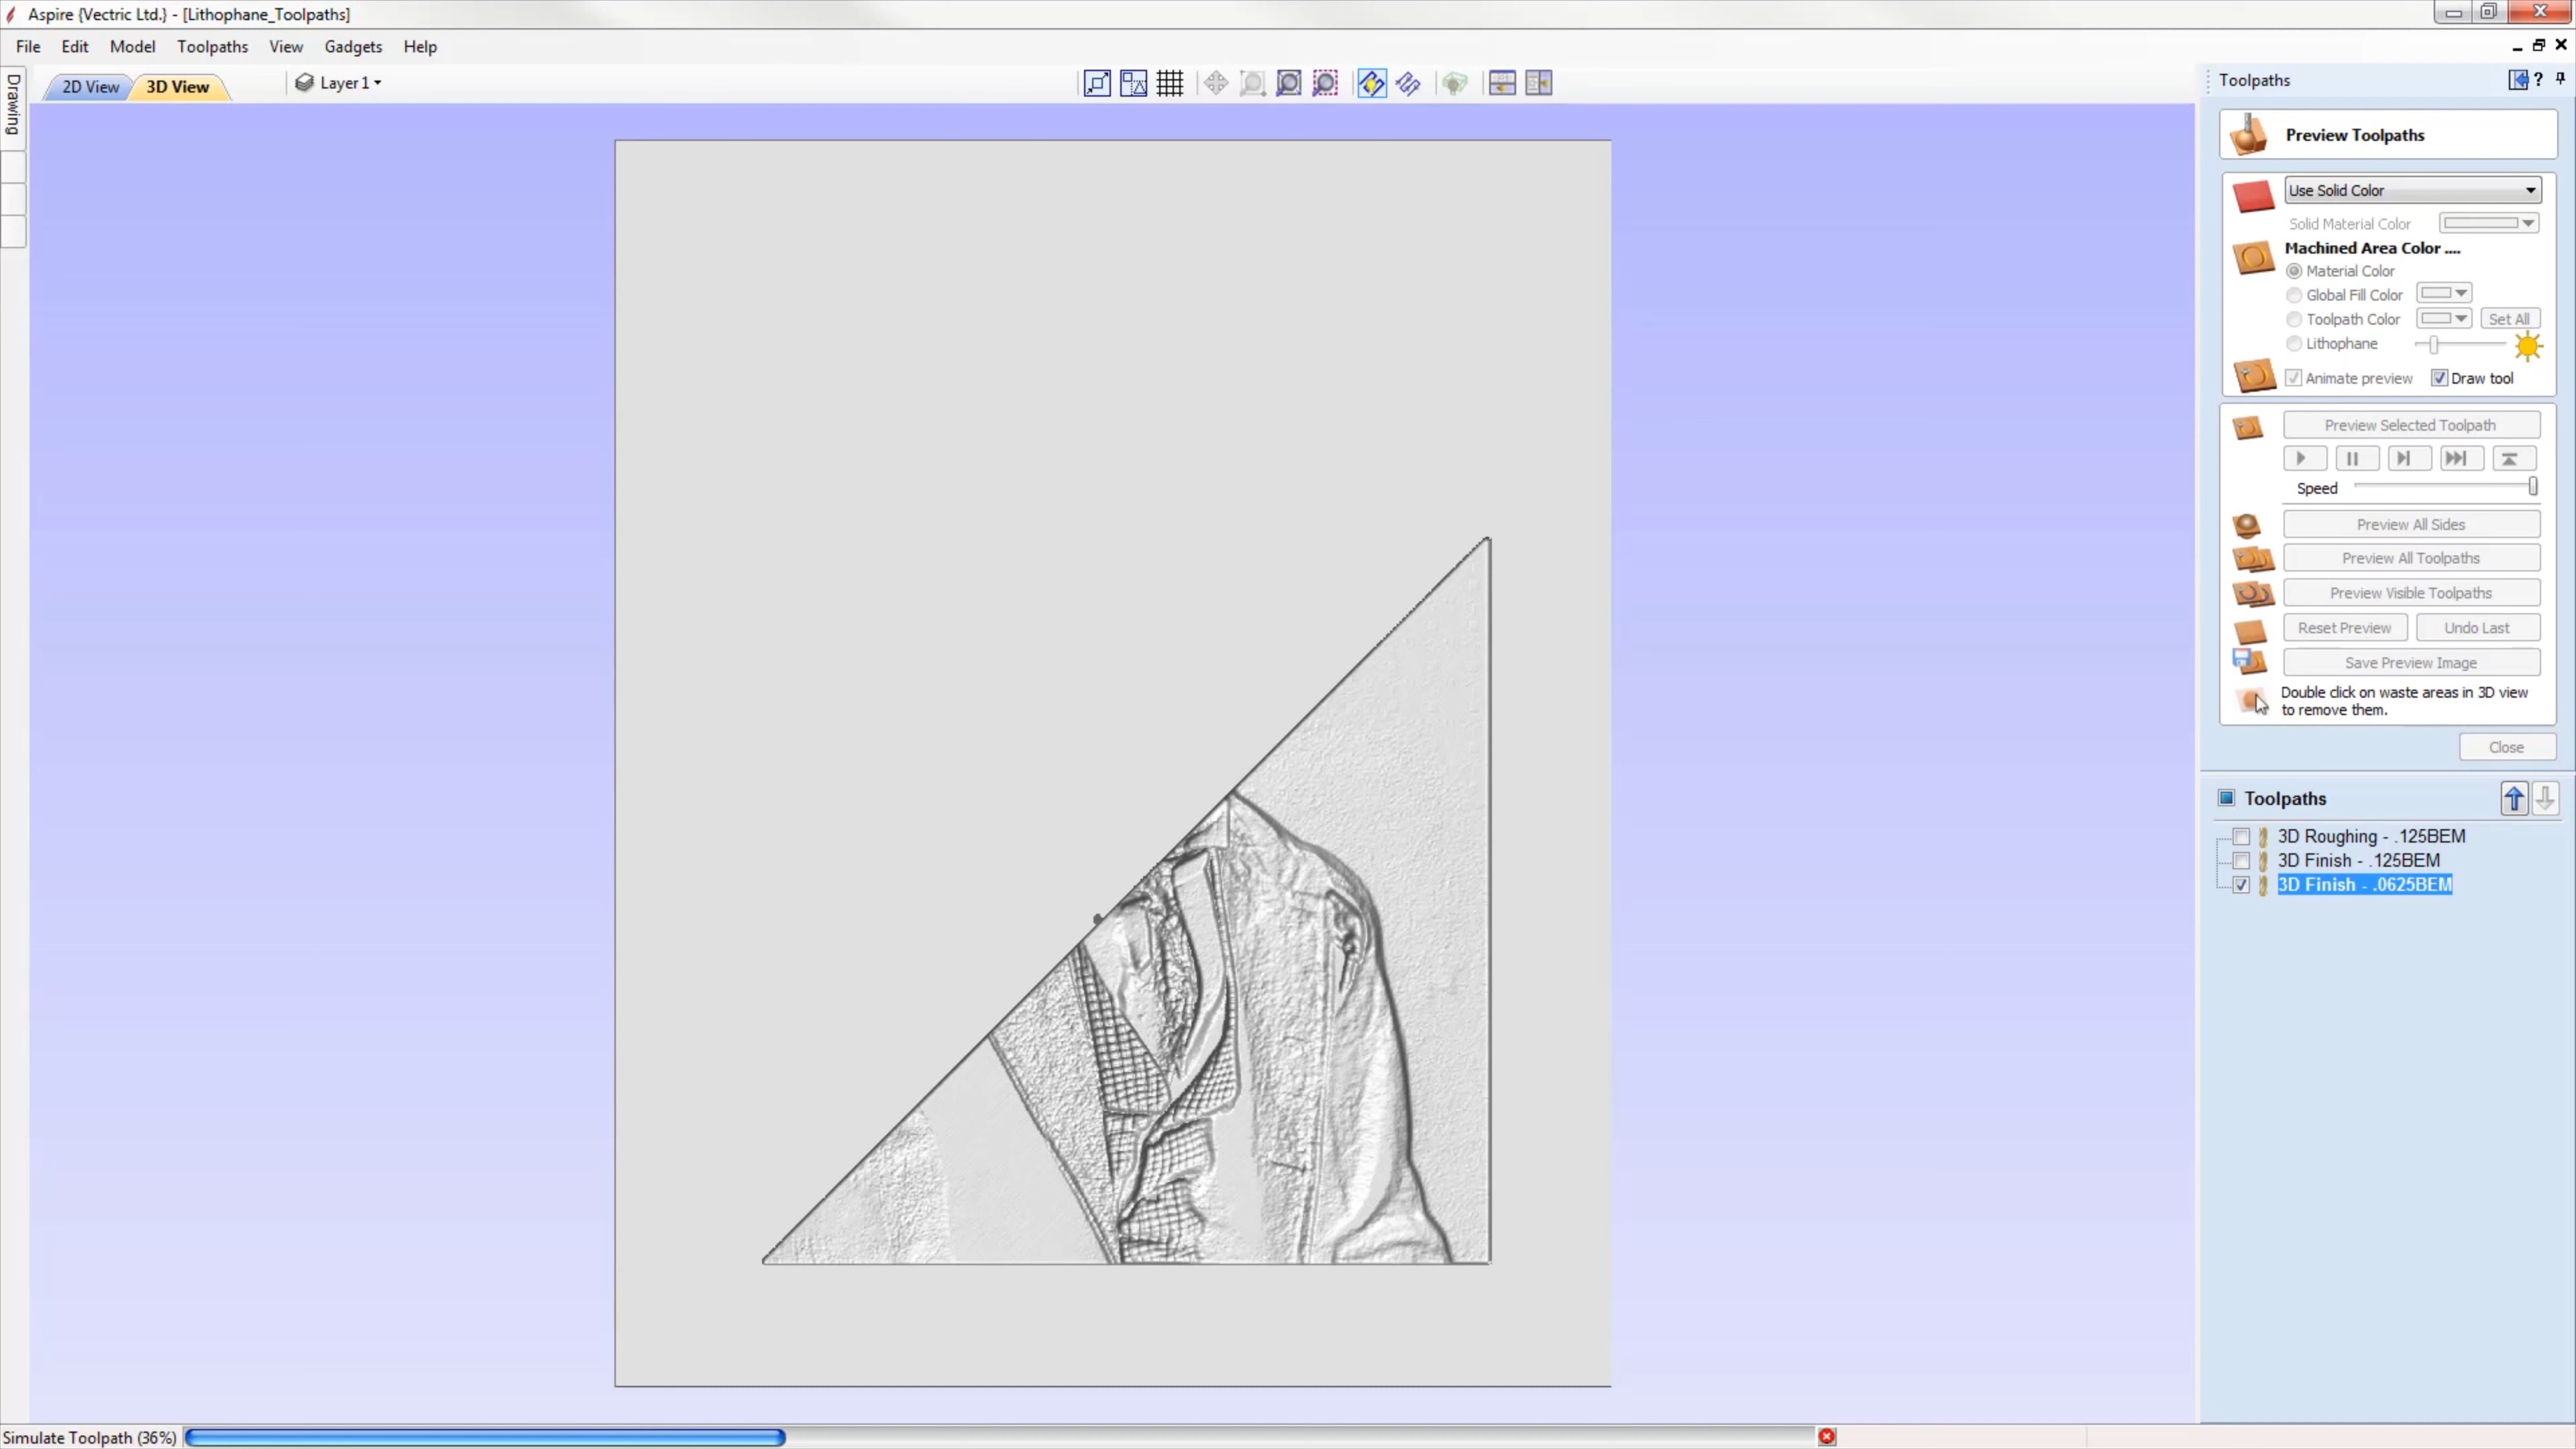 Aspire {Vectric Ltd.} - [Lithophane_Toolpaths]
File Edit Model Toolpaths View Gadgets Help
Drawing
2D View 3D View Layer 1
Toolpaths ?
Preview Toolpaths
Use Solid Color
Solid Material Color
Machined Area Color ....
Material Color
Global Fill Color
Toolpath Color Set All
Lithophane
Animate preview Draw tool
Preview Selected Toolpath
Speed
Preview All Sides
Preview All Toolpaths
Preview Visible Toolpaths
Reset Preview Undo Last
Save Preview Image
Double click on waste areas in 3D view
to remove them.
Close
Toolpaths
3D Roughing - .125BEM
3D Finish - .125BEM
3D Finish - .0625BEM
Simulate Toolpath (36%)